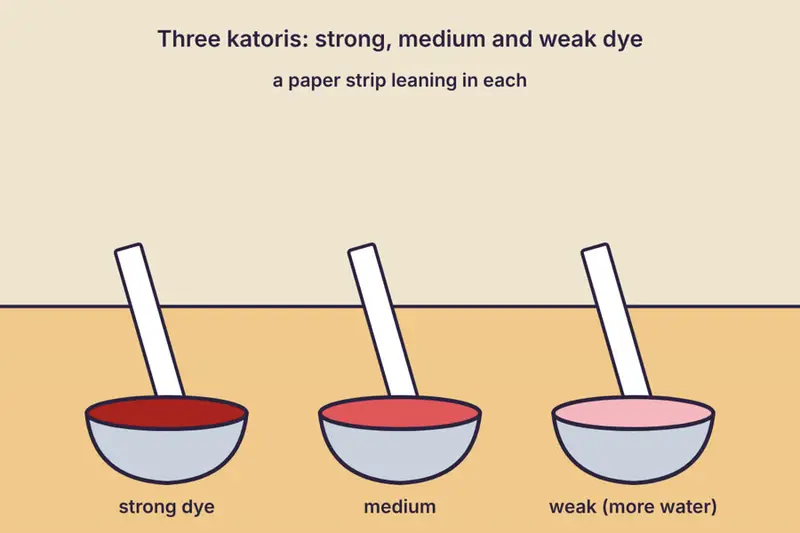 Three katoris: strong, medium and weak dye
a paper strip leaning in each
strong dye
medium
weak (more water)